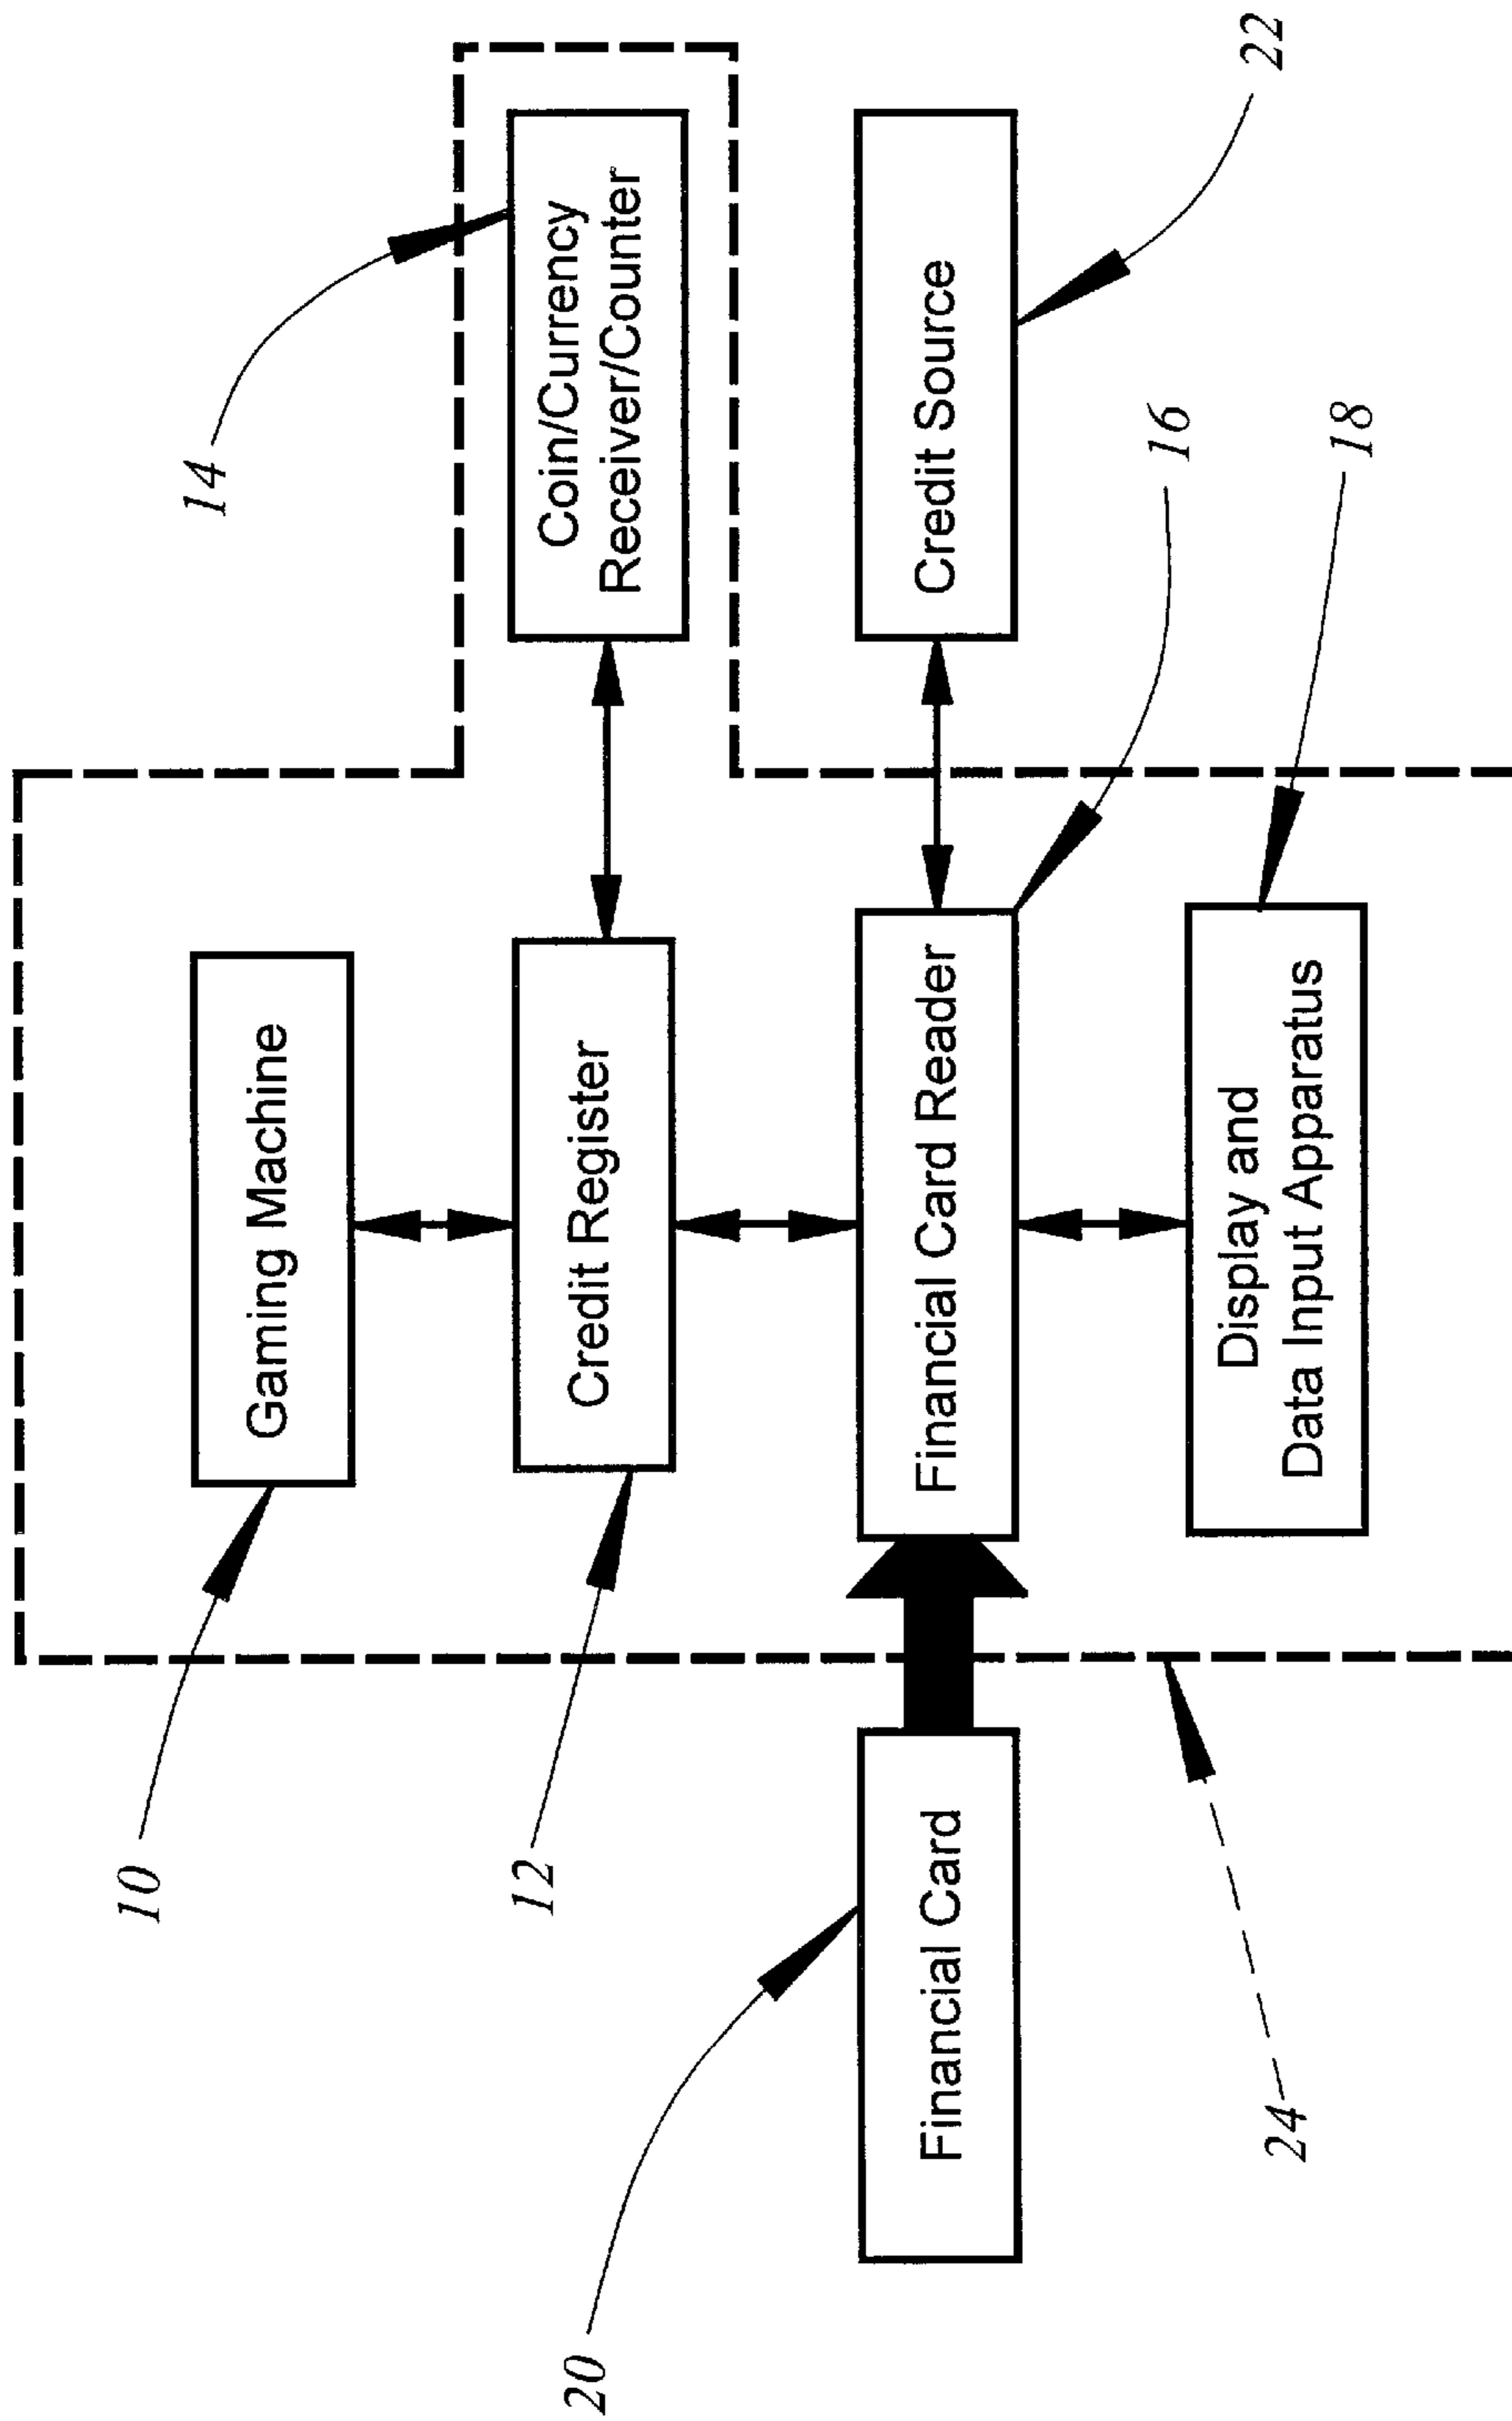 10
Gaming Machine
14
12
Credit Register
Coin/Currency
Receiver/Counter
20
Financial Card
Financial Card Reader
Credit Source
22
16
24
Display and
Data Input Apparatus
18